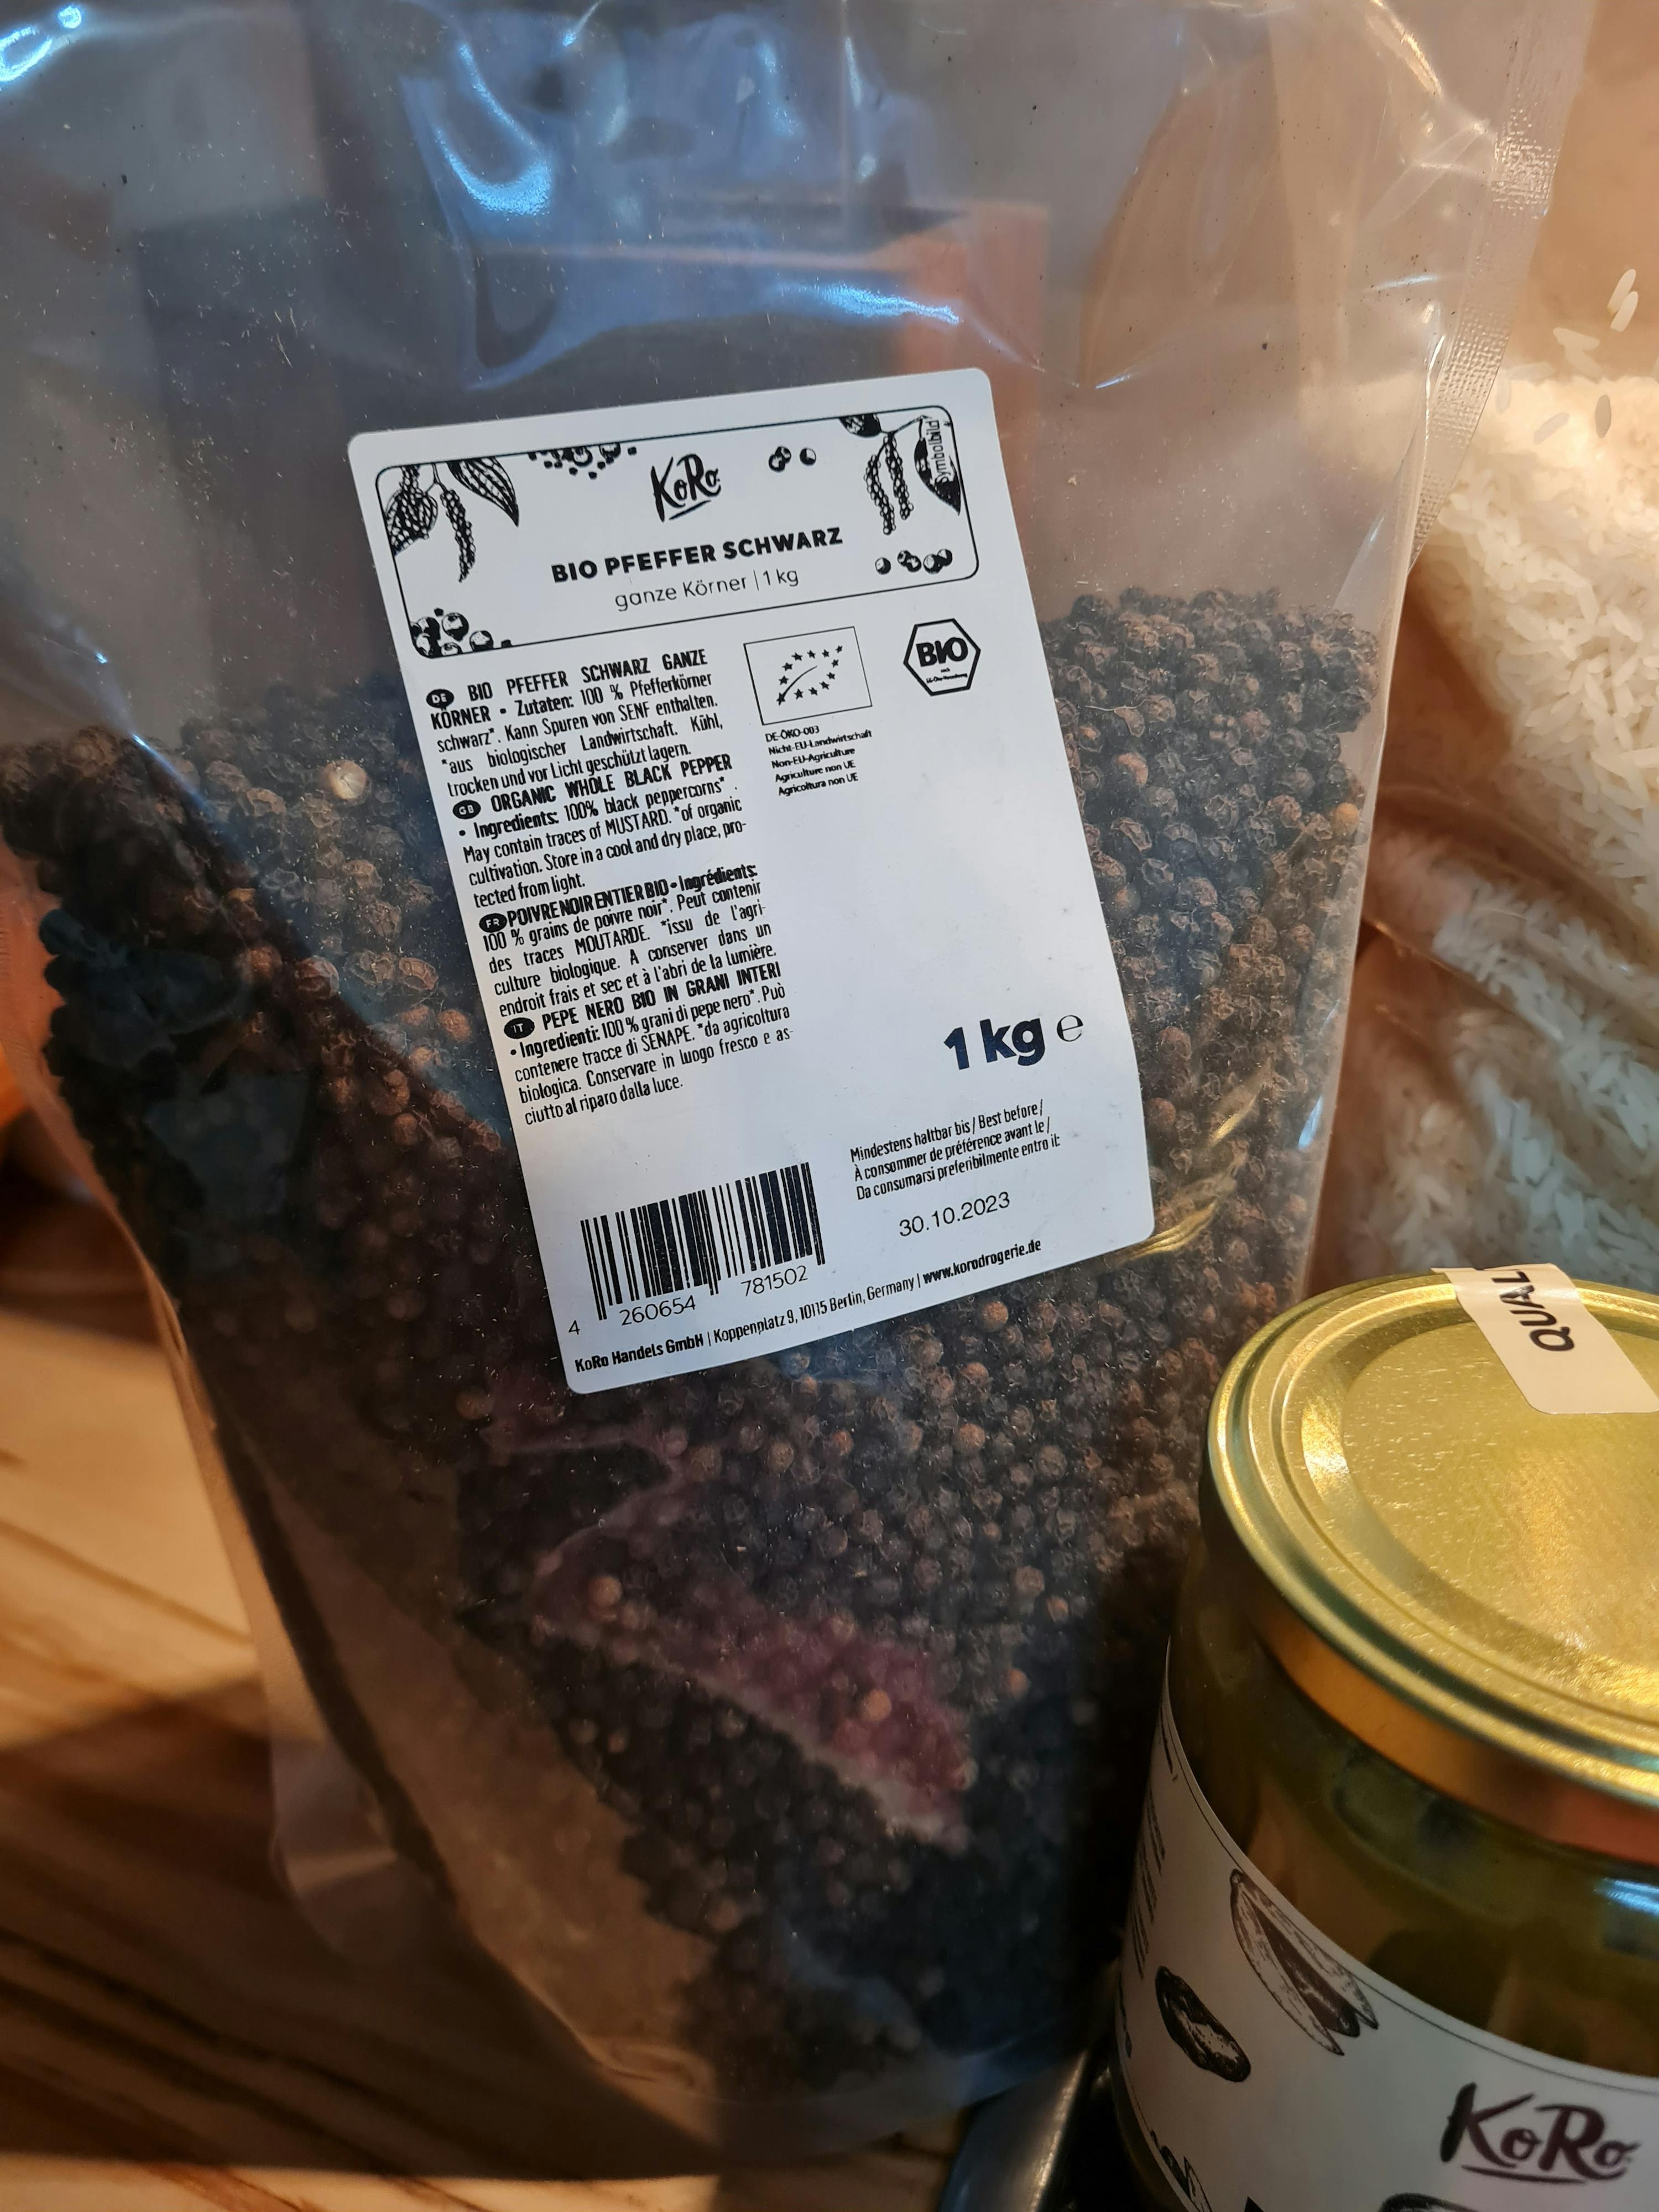 KoRo
Symbolbild
BIO PFEFFER SCHWARZ
ganze Körner | 1 kg
DE BIO PFEFFER SCHWARZ GANZE
KÖRNER • Zutaten: 100 % Pfefferkörner
schwarz*. Kann Spuren von SENF enthalten.
*aus biologischer Landwirtschaft. Kühl,
trocken und vor Licht geschützt lagern.
GB ORGANIC WHOLE BLACK PEPPER
• Ingredients: 100% black peppercorns*.
May contain traces of MUSTARD. *of organic
cultivation. Store in a cool and dry place, pro-
tected from light.
FR POIVRE NOIR ENTIER BIO • Ingrédients:
100 % grains de poivre noir*. Peut contenir
des traces MOUTARDE. *issu de l'agri-
culture biologique. A conserver dans un
endroit frais et sec et à l'abri de la lumière.
IT PEPE NERO BIO IN GRANI INTERI
• Ingredienti: 100 % grani di pepe nero*. Può
contenere tracce di SENAPE. *da agricoltura
biologica. Conservare in luogo fresco e as-
ciutto al riparo dalla luce.
BIO
nach
EG-Öko-Verordnung
DE-ÖKO-003
Nicht-EU-Landwirtschaft
Non-EU-Agriculture
Agriculture non UE
Agricoltura non UE
1 kg e
Mindestens haltbar bis / Best before /
À consommer de préférence avant le /
Da consumarsi preferibilmente entro il:
30.10.2023
4 260654 781502
KoRo Handels GmbH | Koppenplatz 9, 10115 Berlin, Germany | www.korodrogerie.de
QUAL
KoRo